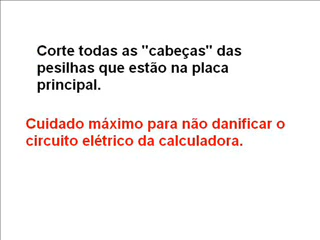 Corte todas as "cabeças" das
pesilhas que estão na placa
principal.
Cuidado máximo para não danificar o
circuito elétrico da calculadora.